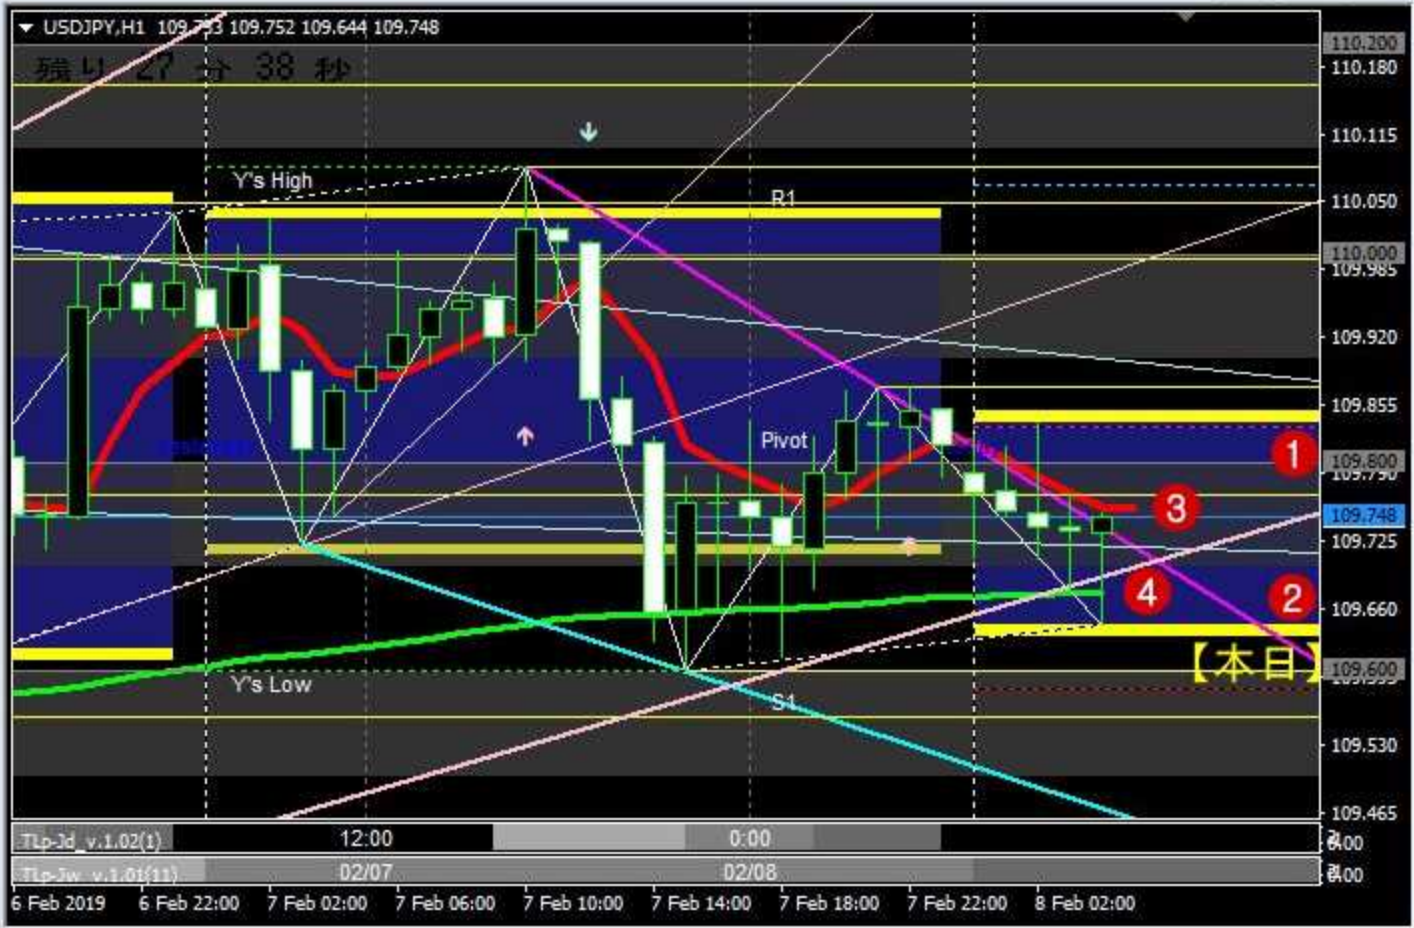 USDJPY,H1 109.733 109.752 109.644 109.748
残り 27 分 38 秒
110.200
110.180
110.115
Y's High
R1
110.050
110.000
109.985
109.920
109.855
Pivot
1
109.800
109.790
3
109.748
109.725
4
2
109.660
【本日】
109.600
Y's Low
S1
109.530
109.465
TLp-Jd_v.1.02(1)
12:00
0:00
TLp-Jw_v.1.01(11)
02/07
02/08
6 Feb 2019
6 Feb 22:00
7 Feb 02:00
7 Feb 06:00
7 Feb 10:00
7 Feb 14:00
7 Feb 18:00
7 Feb 22:00
8 Feb 02:00